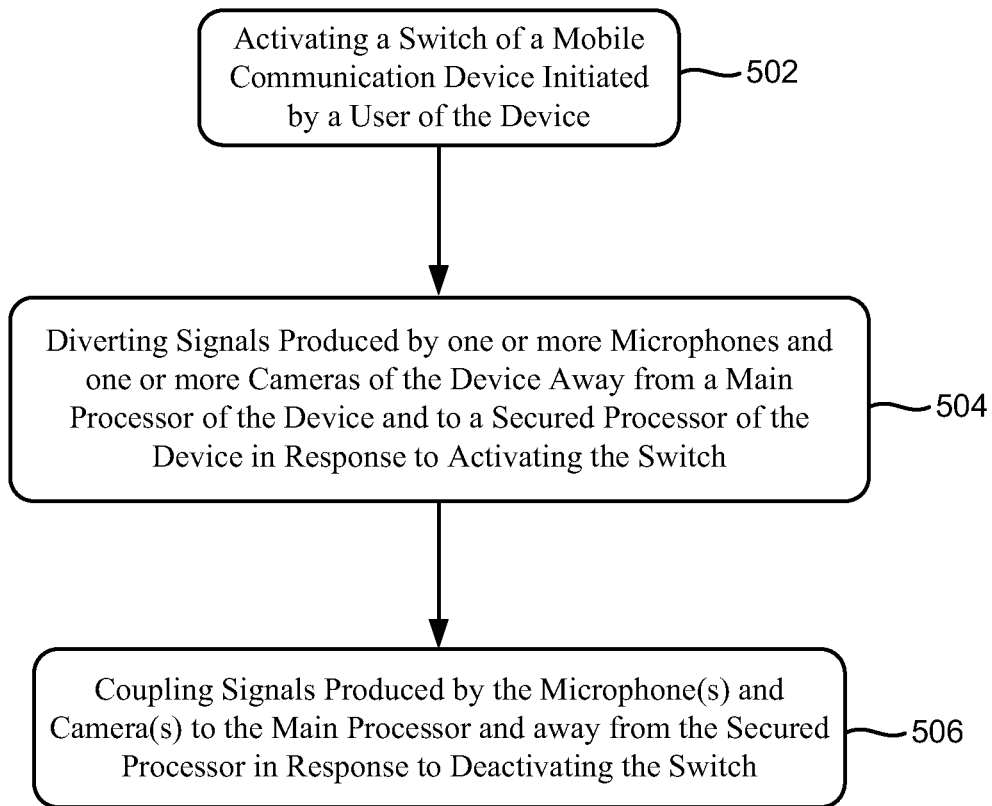 Activating a Switch of a Mobile
Communication Device Initiated
by a User of the Device
502
Diverting Signals Produced by one or more Microphones and
one or more Cameras of the Device Away from a Main
Processor of the Device and to a Secured Processor of the
Device in Response to Activating the Switch
504
Coupling Signals Produced by the Microphone(s) and
Camera(s) to the Main Processor and away from the Secured
Processor in Response to Deactivating the Switch
506